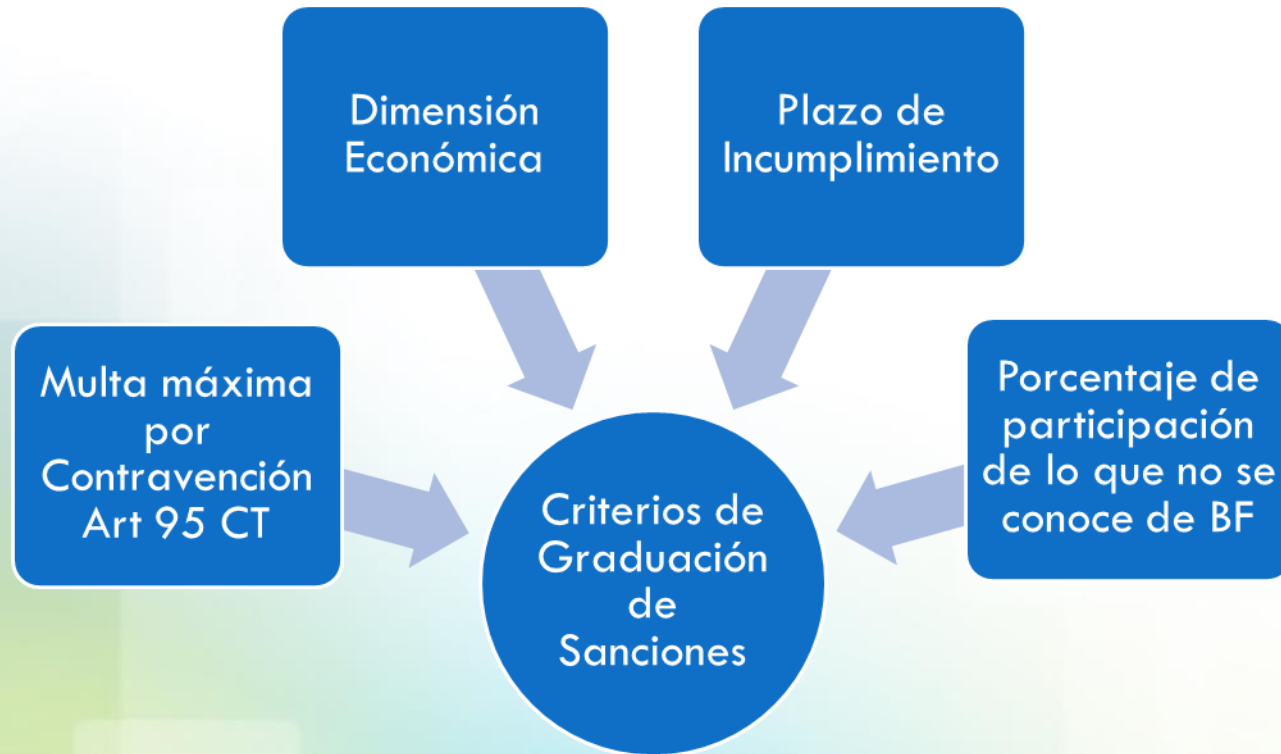 Dimensión
Económica
Plazo de
Incumplimiento
Multa máxima
por
Contravención
Art 95 CT
Porcentaje de
participación
de lo que no se
conoce de BF
Criterios de
Graduación
de
Sanciones